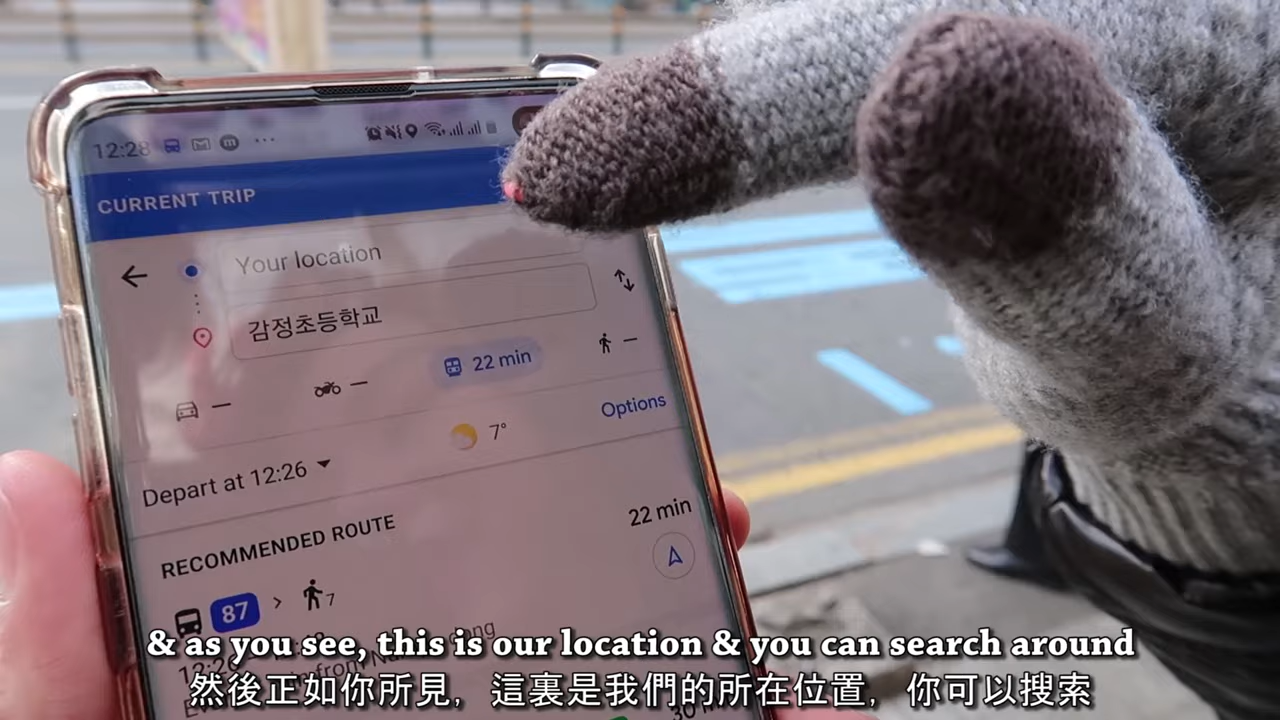 12:28
CURRENT TRIP
Your location
감정초등학교
22 min
Options
7°
Depart at 12:26
RECOMMENDED ROUTE
22 min
87 > 7
& as you see, this is our location & you can search around
然後正如你所見，這裏是我們的所在位置，你可以搜索